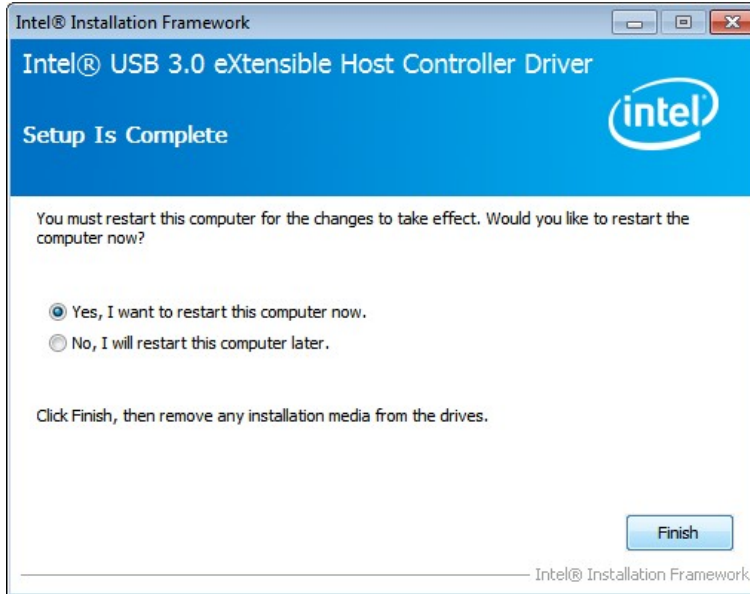 Intel® Installation Framework
Intel® USB 3.0 eXtensible Host Controller Driver
intel
Setup Is Complete
You must restart this computer for the changes to take effect. Would you like to restart the
computer now?
Yes, I want to restart this computer now.
No, I will restart this computer later.
Click Finish, then remove any installation media from the drives.
Finish
Intel® Installation Framework